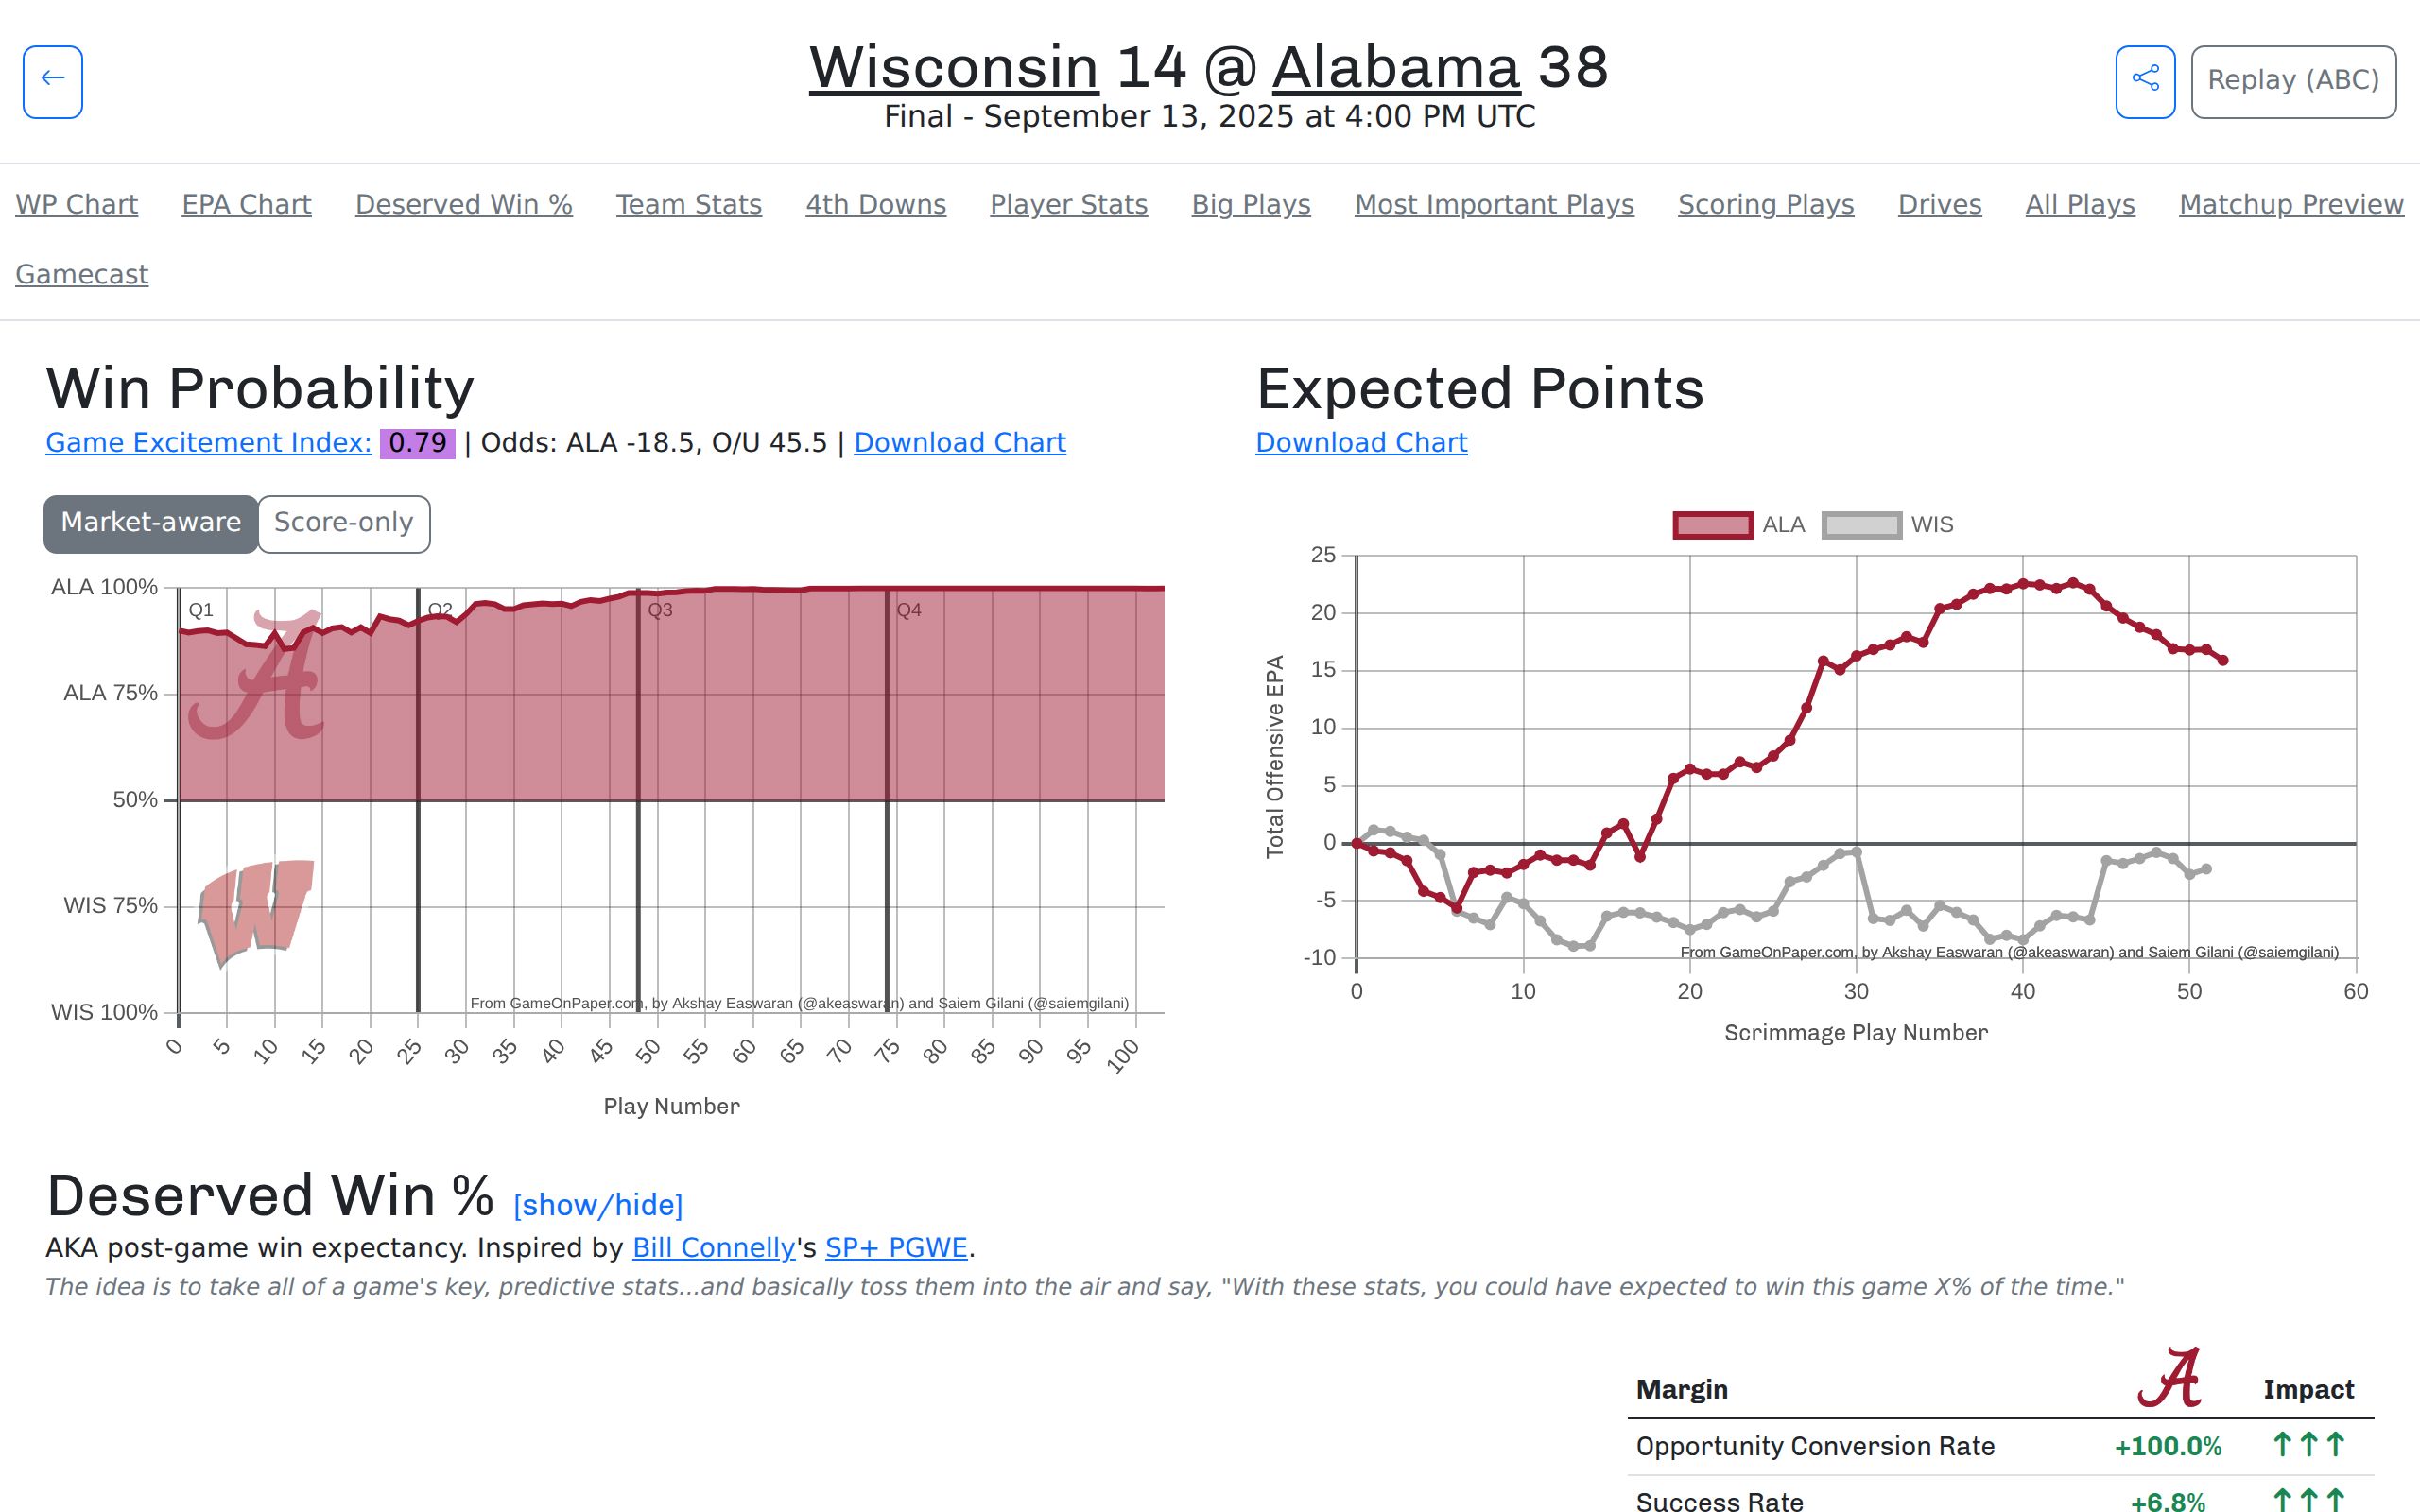 ←
Wisconsin 14 @ Alabama 38
Final - September 13, 2025 at 4:00 PM UTC
Replay (ABC)
WP Chart EPA Chart Deserved Win % Team Stats 4th Downs Player Stats Big Plays Most Important Plays Scoring Plays Drives All Plays Matchup Preview
Gamecast
Win Probability
Game Excitement Index: 0.79 | Odds: ALA -18.5, O/U 45.5 | Download Chart
Market-aware Score-only
ALA 100%
ALA 75%
50%
WIS 75%
WIS 100%
Q1 Q2 Q3 Q4
A
W
From GameOnPaper.com, by Akshay Easwaran (@akeaswaran) and Saiem Gilani (@saiemgilani)
0 5 10 15 20 25 30 35 40 45 50 55 60 65 70 75 80 85 90 95 100
Play Number
Expected Points
Download Chart
ALA WIS
Total Offensive EPA
25
20
15
10
5
0
-5
-10
From GameOnPaper.com, by Akshay Easwaran (@akeaswaran) and Saiem Gilani (@saiemgilani)
0 10 20 30 40 50 60
Scrimmage Play Number
Deserved Win % [show/hide]
AKA post-game win expectancy. Inspired by Bill Connelly's SP+ PGWE.
The idea is to take all of a game's key, predictive stats...and basically toss them into the air and say, "With these stats, you could have expected to win this game X% of the time."
Margin A Impact
Opportunity Conversion Rate +100.0% ↑↑↑
Success Rate +6.8% ↑↑↑